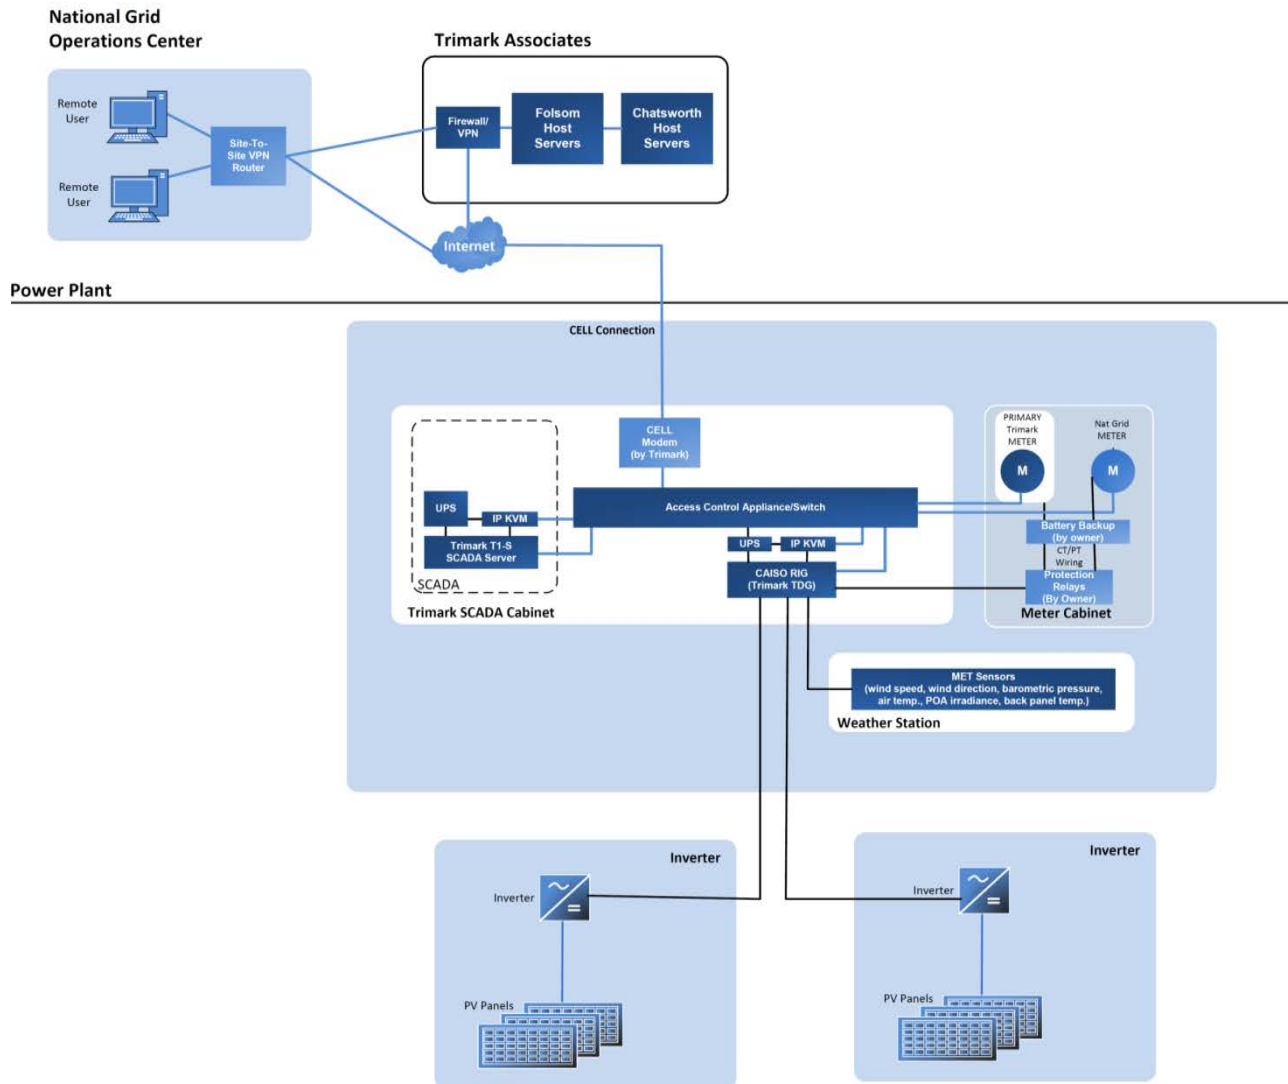 National Grid
Operations Center
Trimark Associates
Remote
User
Site-To-
Site VPN
Router
Remote
User
Firewall/
VPN
Folsom
Host
Servers
Chatsworth
Host
Servers
Internet
Power Plant
CELL Connection
CELL
Modem
(by Trimark)
PRIMARY
Trimark
METER
M
Nat Grid
METER
M
UPS
IP KVM
Trimark T1-S
SCADA Server
SCADA
Trimark SCADA Cabinet
Access Control Appliance/Switch
UPS
IP KVM
CAISO RIG
(Trimark TDG)
Battery Backup
(by owner)
CT/PT
Wiring
Protection
Relays
(By Owner)
Meter Cabinet
MET Sensors
(wind speed, wind direction, barometric pressure,
air temp., POA irradiance, back panel temp.)
Weather Station
Inverter
Inverter
PV Panels
Inverter
Inverter
PV Panels